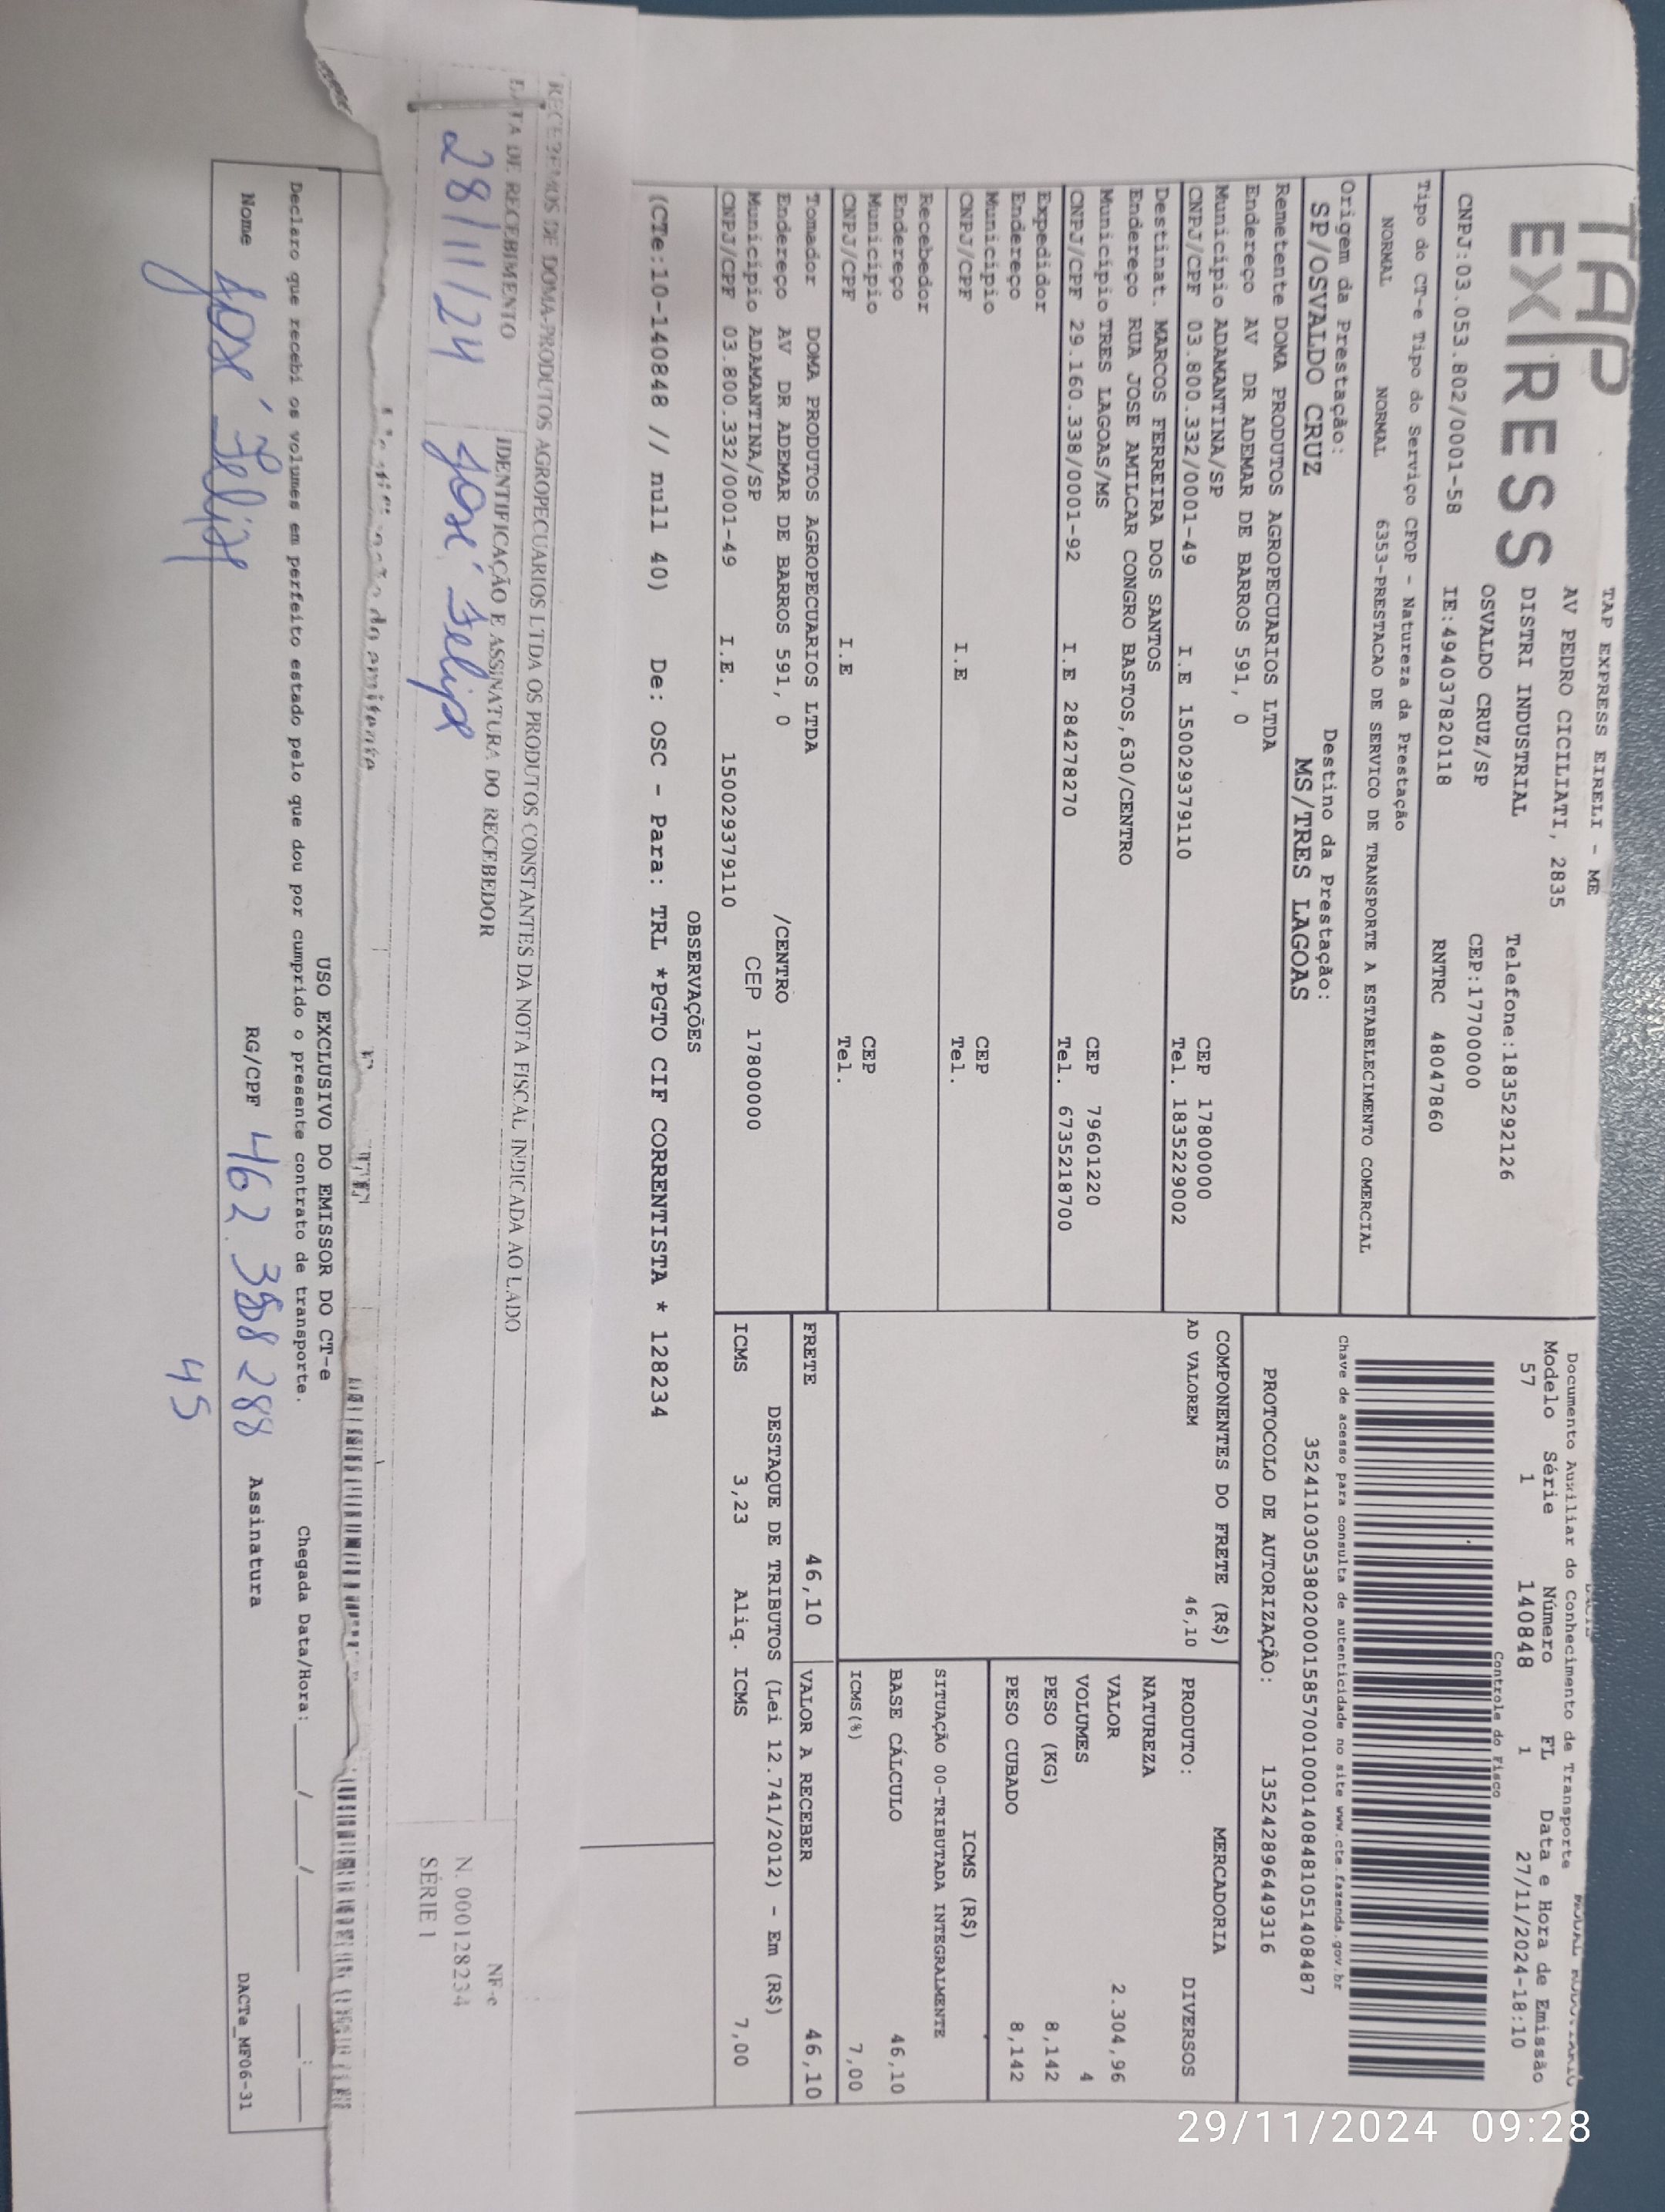 TAP
EXPRESS
TAP EXPRESS EIRELI - ME
AV PEDRO CICILIATI, 2835
DISTRI INDUSTRIAL Telefone:1835292126
OSVALDO CRUZ/SP CEP:17700000
CNPJ:03.053.802/0001-58 IE:494037820118 RNTRC 48047860
Tipo do CT-e Tipo do Serviço CFOP - Natureza da Prestação
NORMAL NORMAL 6353-PRESTACAO DE SERVICO DE TRANSPORTE A ESTABELECIMENTO COMERCIAL
Origem da Prestação: Destino da Prestação:
SP/OSVALDO CRUZ MS/TRES LAGOAS
Documento Auxiliar do Conhecimento de Transporte
Modelo Série Número FL Data e Hora de Emissão
57 1 140848 1 27/11/2024-18:10
Controle do Fisco
Chave de acesso para consulta de autenticidade no site www.cte.fazenda.gov.br
35241103053802000158570010001408481051408487
PROTOCOLO DE AUTORIZAÇÃO: 135242896449316
Remetente DOMA PRODUTOS AGROPECUARIOS LTDA
Endereço AV DR ADEMAR DE BARROS 591, 0
Município ADAMANTINA/SP CEP 17800000
CNPJ/CPF 03.800.332/0001-49 I.E 150029379110 Tel. 1835229002
Destinat. MARCOS FERREIRA DOS SANTOS
Endereço RUA JOSE AMILCAR CONGRO BASTOS,630/CENTRO
Município TRES LAGOAS/MS CEP 79601220
CNPJ/CPF 29.160.338/0001-92 I.E 284278270 Tel. 6735218700
Expedidor
Endereço
Município CEP
CNPJ/CPF I.E Tel.
Recebedor
Endereço
Município CEP
CNPJ/CPF I.E Tel.
Tomador DOMA PRODUTOS AGROPECUARIOS LTDA
Endereço AV DR ADEMAR DE BARROS 591, 0 /CENTRO
Município ADAMANTINA/SP CEP 17800000
CNPJ/CPF 03.800.332/0001-49 I.E. 150029379110
COMPONENTES DO FRETE (R$)
AD VALOREM 46,10
MERCADORIA
PRODUTO: DIVERSOS
NATUREZA
VALOR 2.304,96
VOLUMES 4
PESO (KG) 8,142
PESO CUBADO 8,142
ICMS (R$)
SITUAÇÃO 00-TRIBUTADA INTEGRALMENTE
BASE CÁLCULO 46,10
ICMS(%) 7,00
FRETE 46,10 VALOR A RECEBER 46,10
DESTAQUE DE TRIBUTOS (Lei 12.741/2012) - Em (R$)
ICMS 3,23 Aliq. ICMS 7,00
OBSERVAÇÕES
(CTe:10-140848 // null 40) De: OSC - Para: TRL *PGTO CIF CORRENTISTA * 128234
RECEBEMOS DE DOMA-PRODUTOS AGROPECUARIOS LTDA OS PRODUTOS CONSTANTES DA NOTA FISCAL INDICADA AO LADO
DATA DE RECEBIMENTO IDENTIFICAÇÃO E ASSINATURA DO RECEBEDOR
28/11/24 José Felipe
NF-e
N. 000128234
SÉRIE 1
USO EXCLUSIVO DO EMISSOR DO CT-e
Declaro que recebi os volumes em perfeito estado pelo que dou por cumprido o presente contrato de transporte. Chegada Data/Hora:____/____/____ ____:____
Nome José Felipe RG/CPF 462 388 288 Assinatura DACTe_MF06-31
45
29/11/2024 09:28